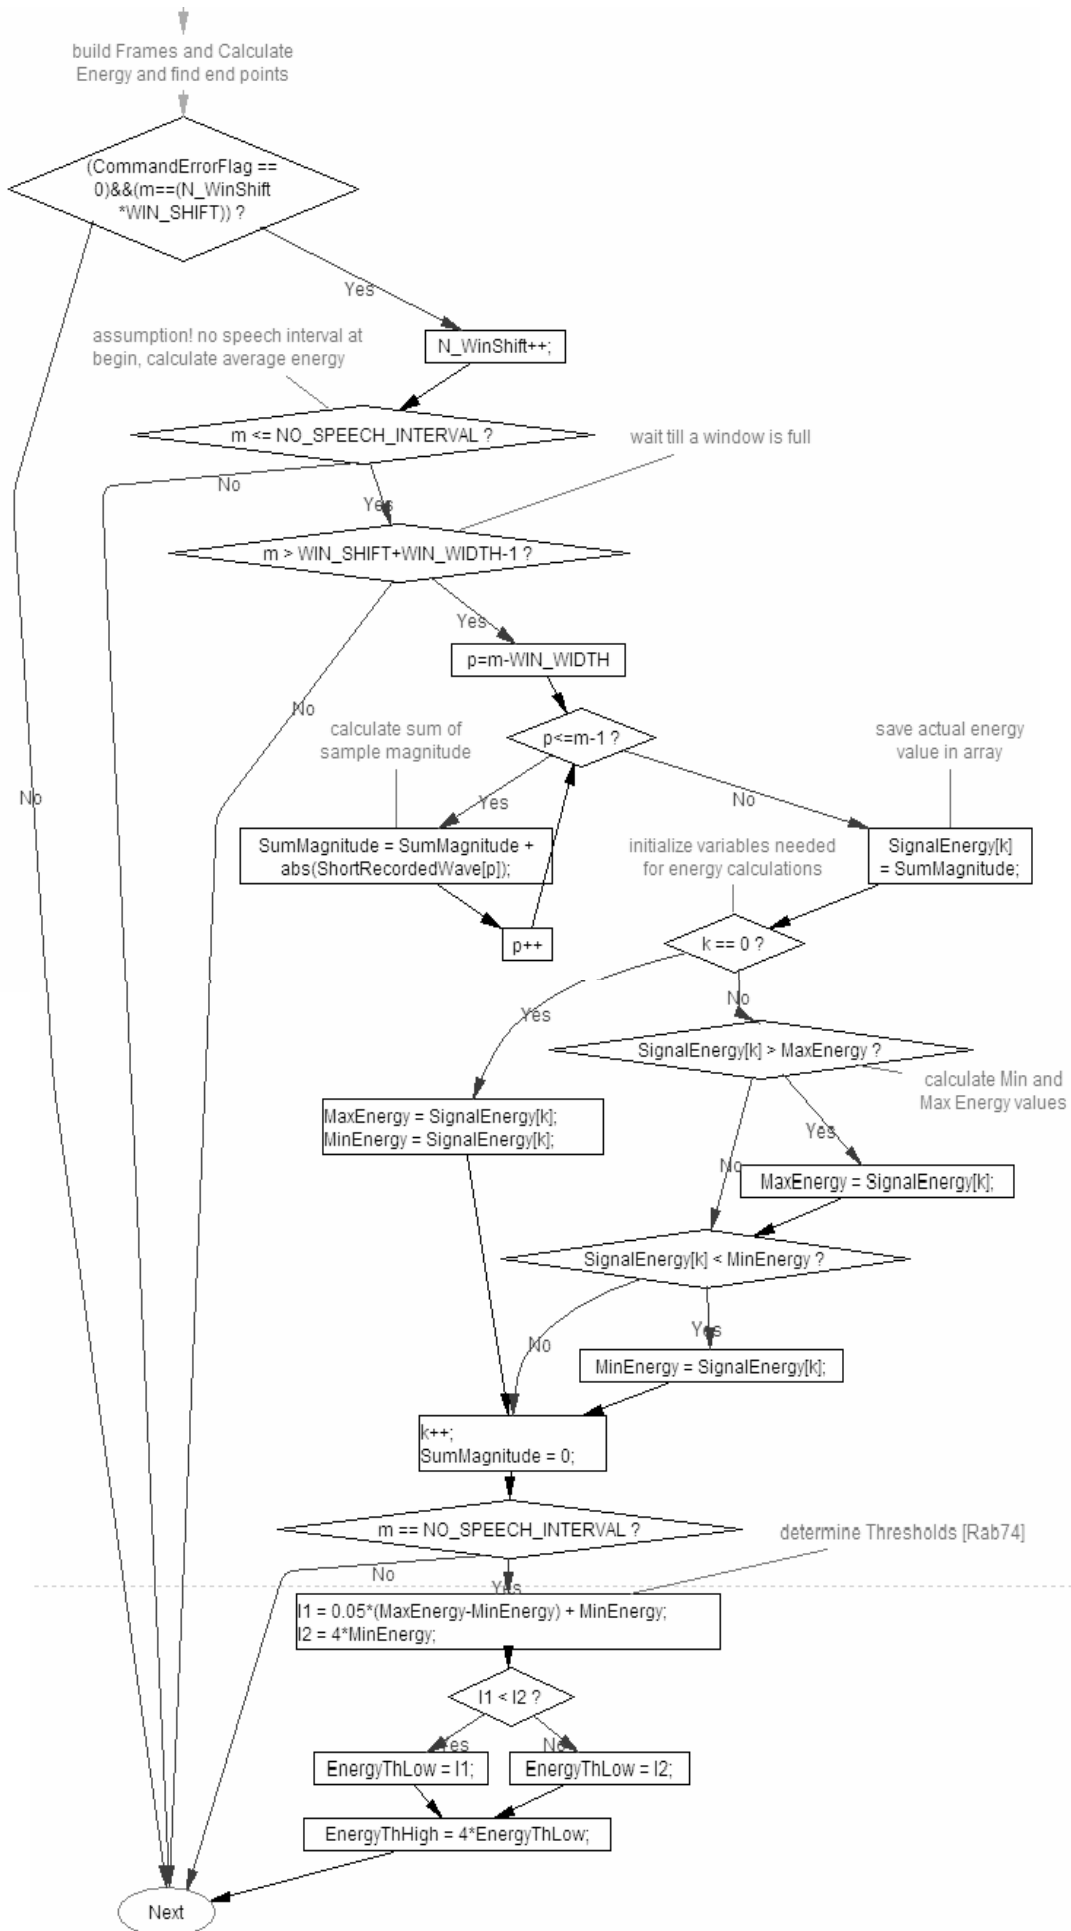 build Frames and Calculate
Energy and find end points
(CommandErrorFlag ==
0)&&(m==(N_WinShift
*WIN_SHIFT)) ?
Yes
assumption! no speech interval at
begin, calculate average energy
N_WinShift++;
m <= NO_SPEECH_INTERVAL ?
wait till a window is full
No
Yes
m > WIN_SHIFT+WIN_WIDTH-1 ?
Yes
p=m-WIN_WIDTH
No
calculate sum of
sample magnitude
p<=m-1 ?
save actual energy
value in array
No
Yes
No
SumMagnitude = SumMagnitude +
abs(ShortRecordedWave[p]);
initialize variables needed
for energy calculations
SignalEnergy[k]
= SumMagnitude;
p++
k == 0 ?
Yes
No
SignalEnergy[k] > MaxEnergy ?
calculate Min and
Max Energy values
MaxEnergy = SignalEnergy[k];
MinEnergy = SignalEnergy[k];
Yes
No
MaxEnergy = SignalEnergy[k];
SignalEnergy[k] < MinEnergy ?
Yes
No
MinEnergy = SignalEnergy[k];
k++;
SumMagnitude = 0;
m == NO_SPEECH_INTERVAL ?
determine Thresholds [Rab74]
No
Yes
I1 = 0.05*(MaxEnergy-MinEnergy) + MinEnergy;
I2 = 4*MinEnergy;
I1 < I2 ?
Yes
No
EnergyThLow = I1;
EnergyThLow = I2;
EnergyThHigh = 4*EnergyThLow;
Next